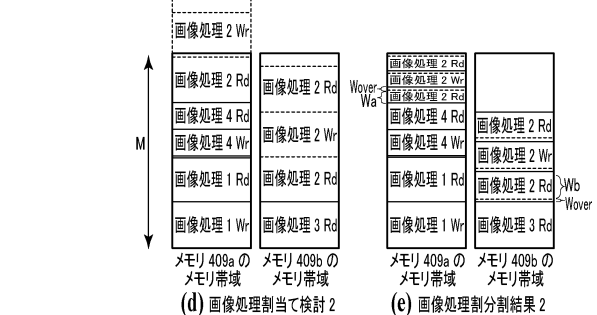 画像処理 2 Wr
画像処理 2 Rd
画像処理 4 Rd
画像処理 4 Wr
画像処理 1 Rd
画像処理 1 Wr
M
画像処理 2 Rd
画像処理 2 Wr
画像処理 2 Rd
画像処理 3 Rd
メモリ 409a の
メモリ帯域
メモリ 409b の
メモリ帯域
(d) 画像処理割当て検討 2
画像処理 2 Rd
画像処理 2 Wr
画像処理 2 Rd
画像処理 4 Rd
画像処理 4 Wr
画像処理 1 Rd
画像処理 1 Wr
Wover
Wa
画像処理 2 Rd
画像処理 2 Wr
画像処理 2 Rd
画像処理 3 Rd
Wb
Wover
メモリ 409a の
メモリ帯域
メモリ 409b の
メモリ帯域
(e) 画像処理割分割結果 2